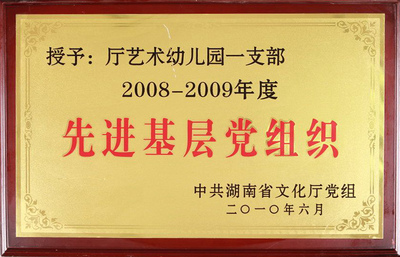 授予：厅艺术幼儿园一支部
2008-2009年度
先进基层党组织
中共湖南省文化厅党组
二〇一〇年六月